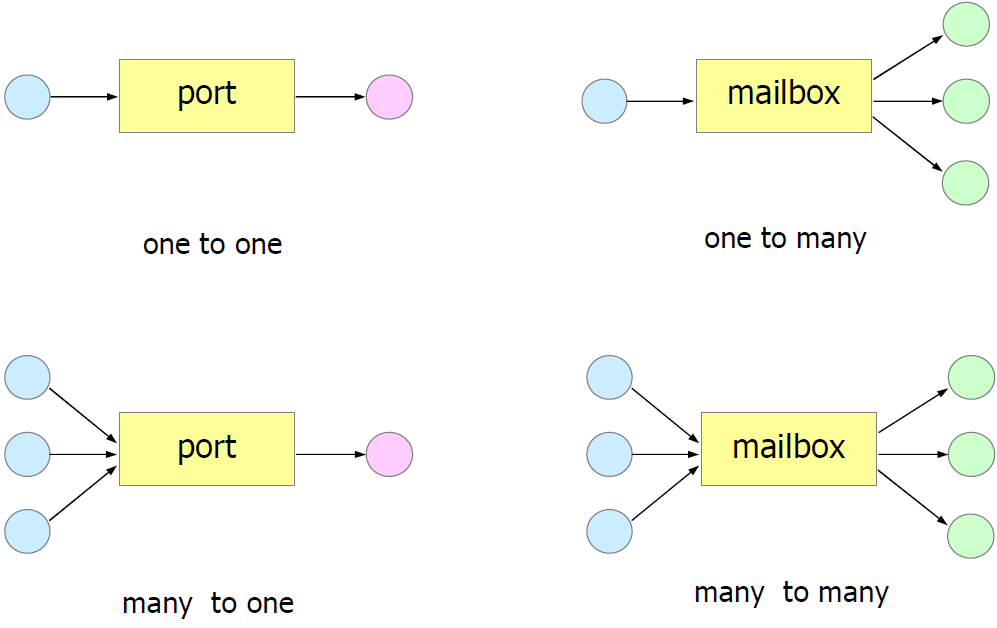 port
mailbox
one to one
one to many
port
mailbox
many to one
many to many